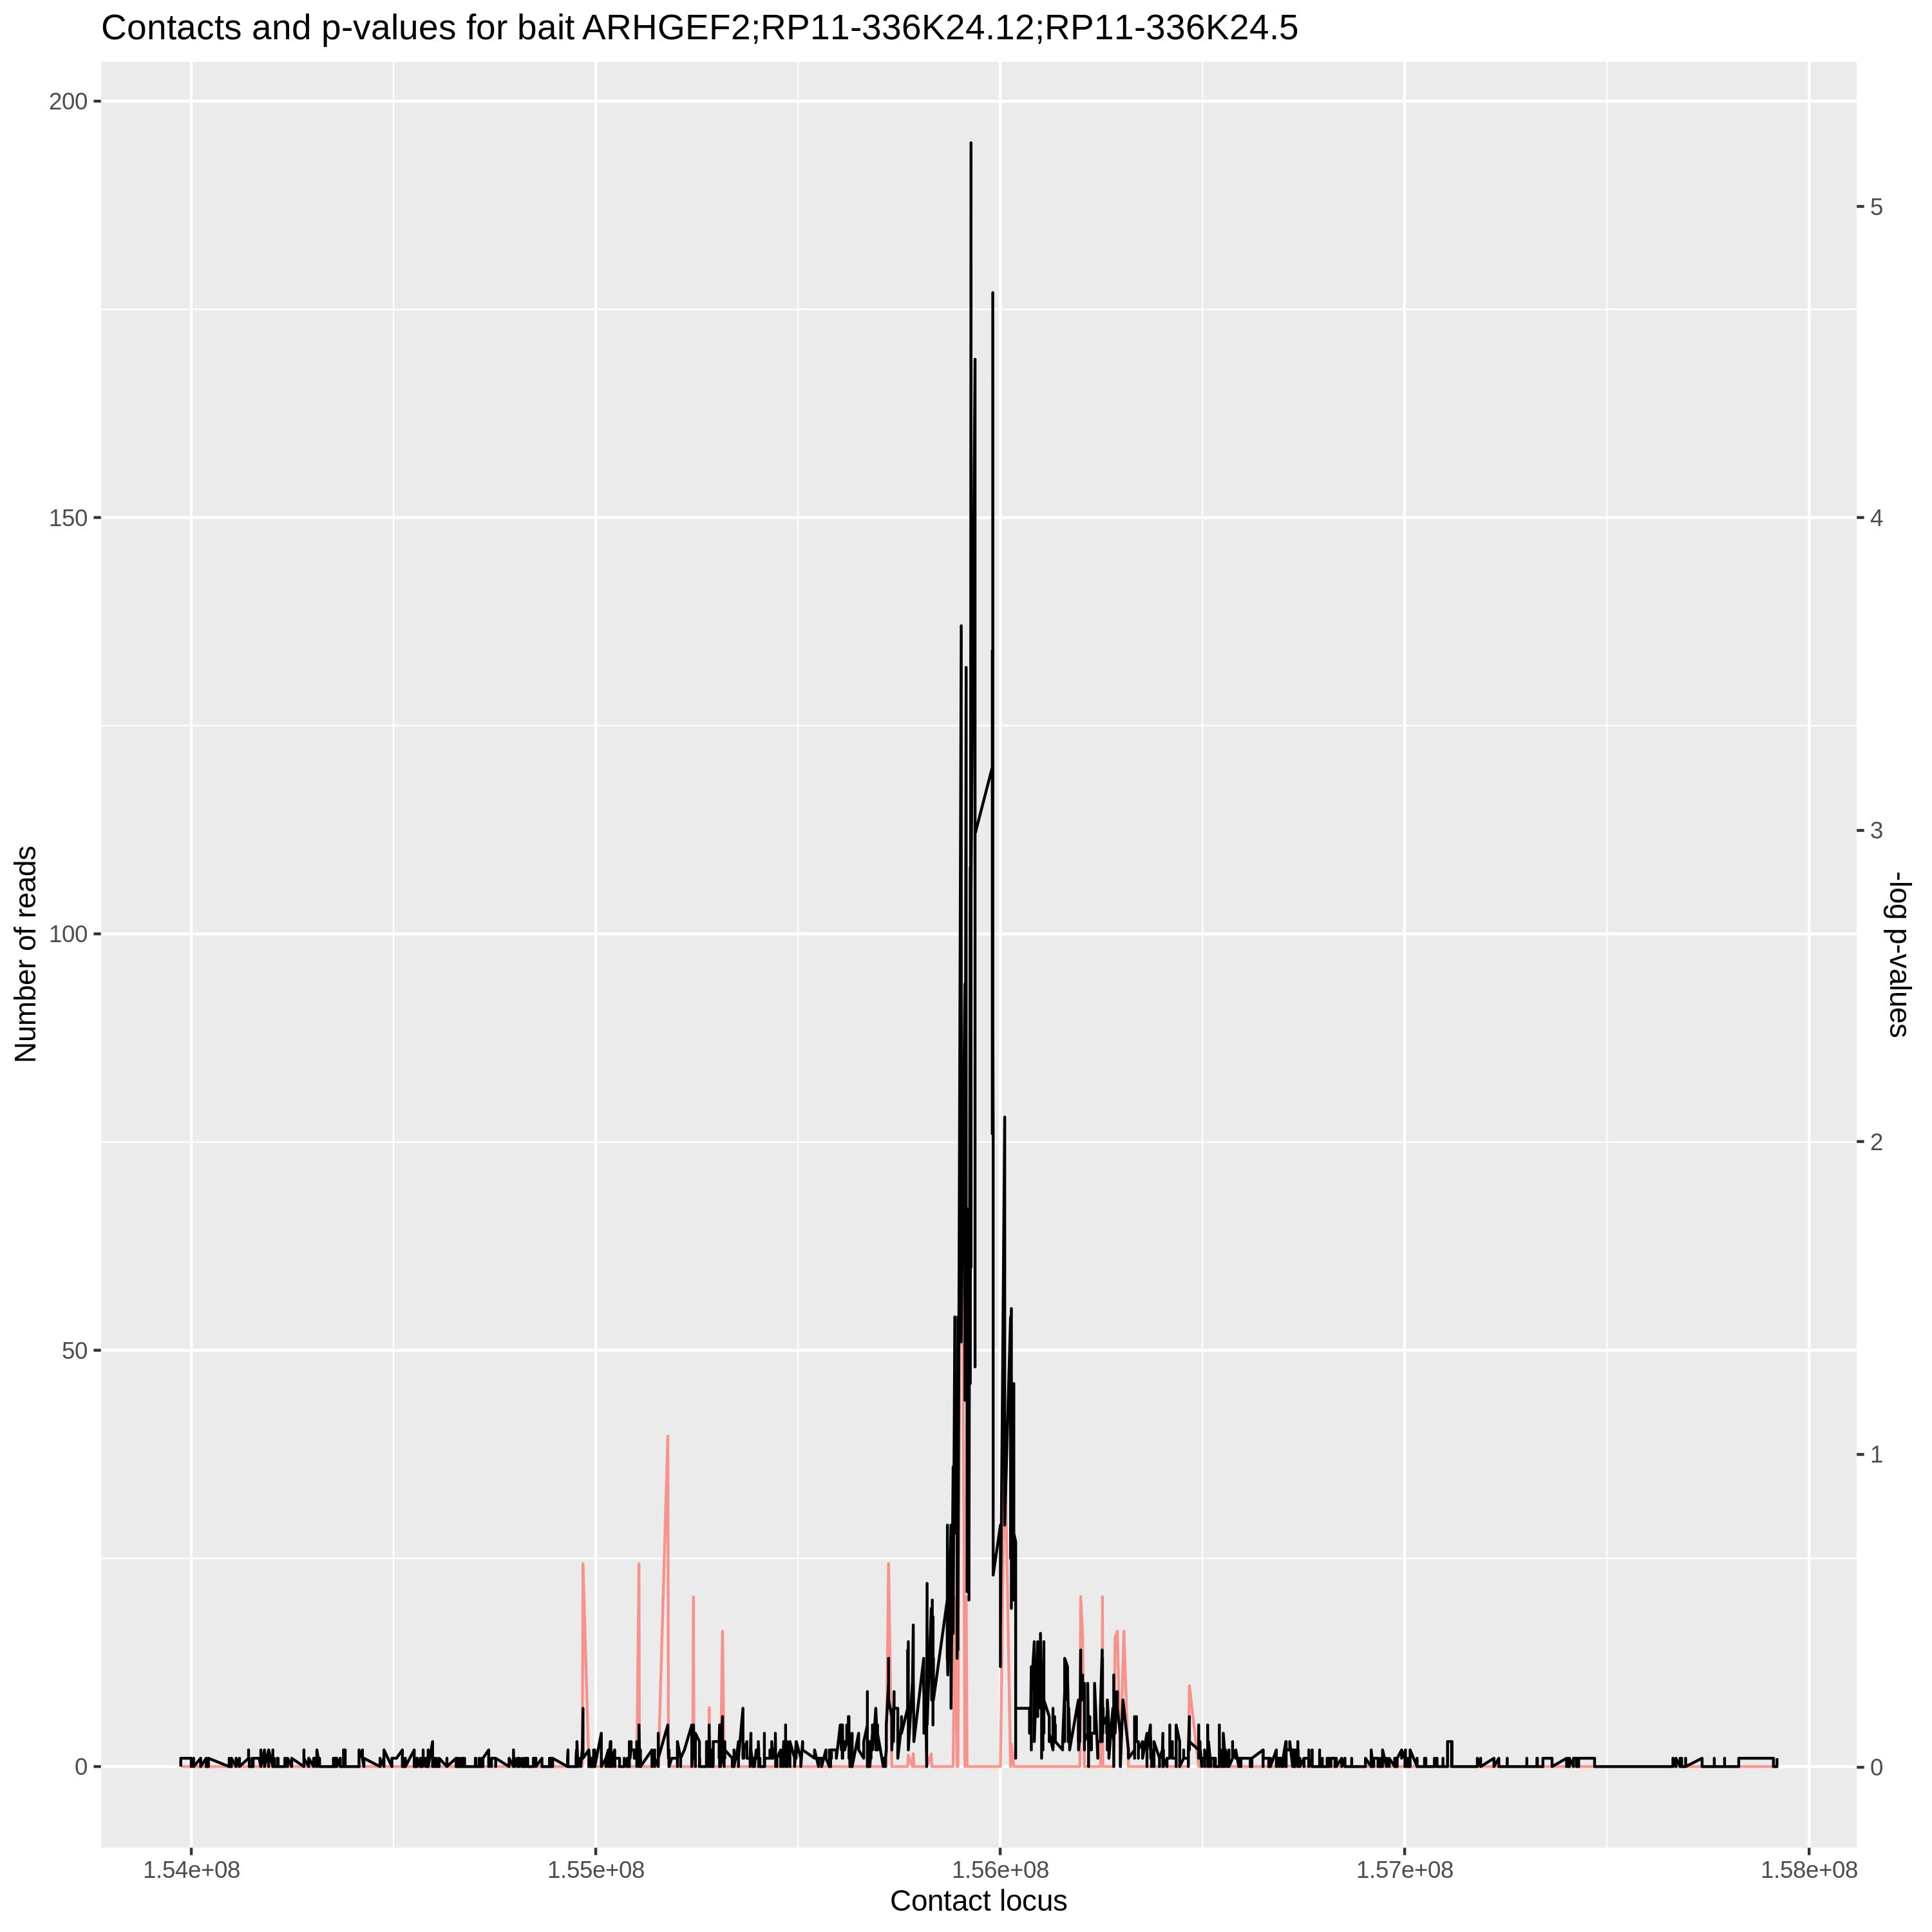 Contacts and p-values for bait ARHGEF2;RP11-336K24.12;RP11-336K24.5
200
150
100
50
0
Number of reads
5
4
3
2
1
0
-log p-values
1.54e+08
1.55e+08
1.56e+08
1.57e+08
1.58e+08
Contact locus